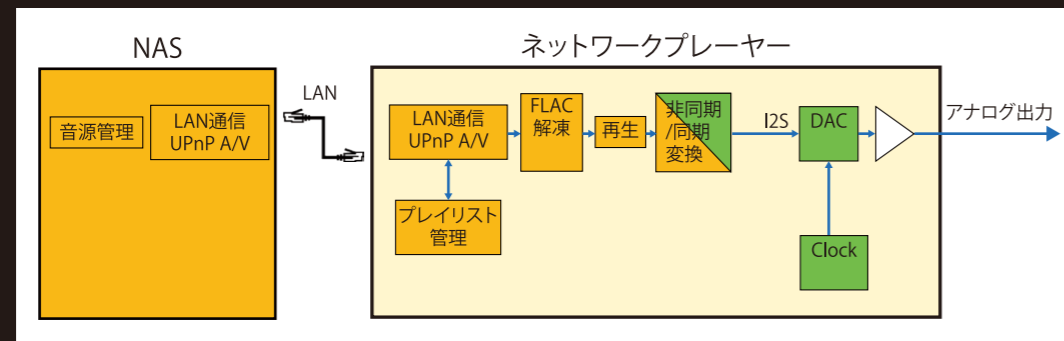 NAS
音源管理
LAN通信
UPnP A/V
LAN
ネットワークプレーヤー
LAN通信
UPnP A/V
プレイリスト
管理
FLAC
解凍
再生
非同期
/同期
変換
I2S
DAC
Clock
アナログ出力